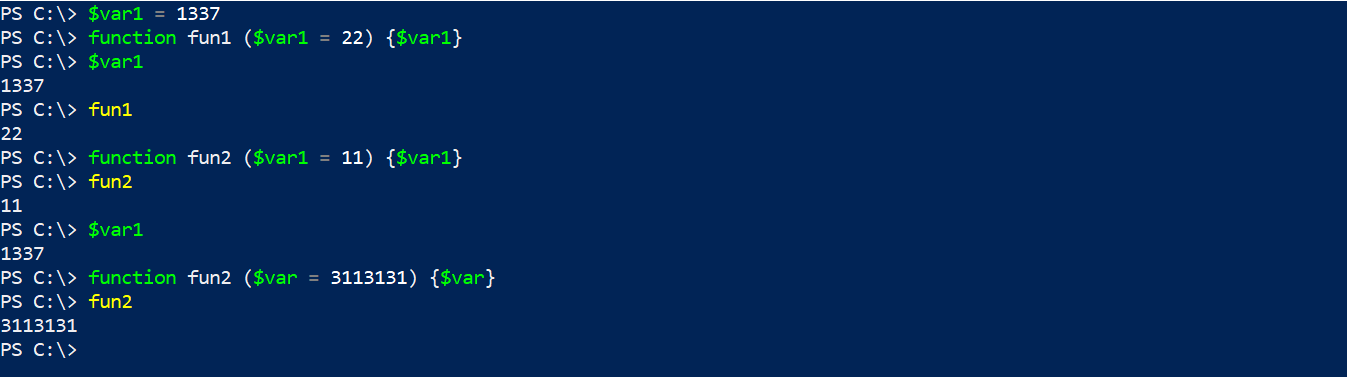 PS C:\> $var1 = 1337
PS C:\> function fun1 ($var1 = 22) {$var1}
PS C:\> $var1
1337
PS C:\> fun1
22
PS C:\> function fun2 ($var1 = 11) {$var1}
PS C:\> fun2
11
PS C:\> $var1
1337
PS C:\> function fun2 ($var = 3113131) {$var}
PS C:\> fun2
3113131
PS C:\>